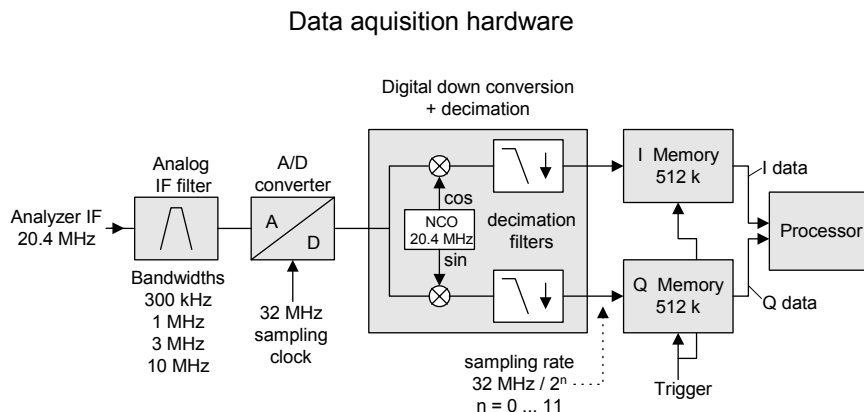 Data aquisition hardware
Digital down conversion
+ decimation
Analog
IF filter
A/D
converter
Analyzer IF
20.4 MHz
A
D
cos
NCO
20.4 MHz
sin
decimation
filters
I Memory
512 k
I data
Processor
Q Memory
512 k
Q data
Bandwidths
300 kHz
1 MHz
3 MHz
10 MHz
32 MHz
sampling
clock
sampling rate
32 MHz / 2ⁿ
n = 0 ... 11
Trigger